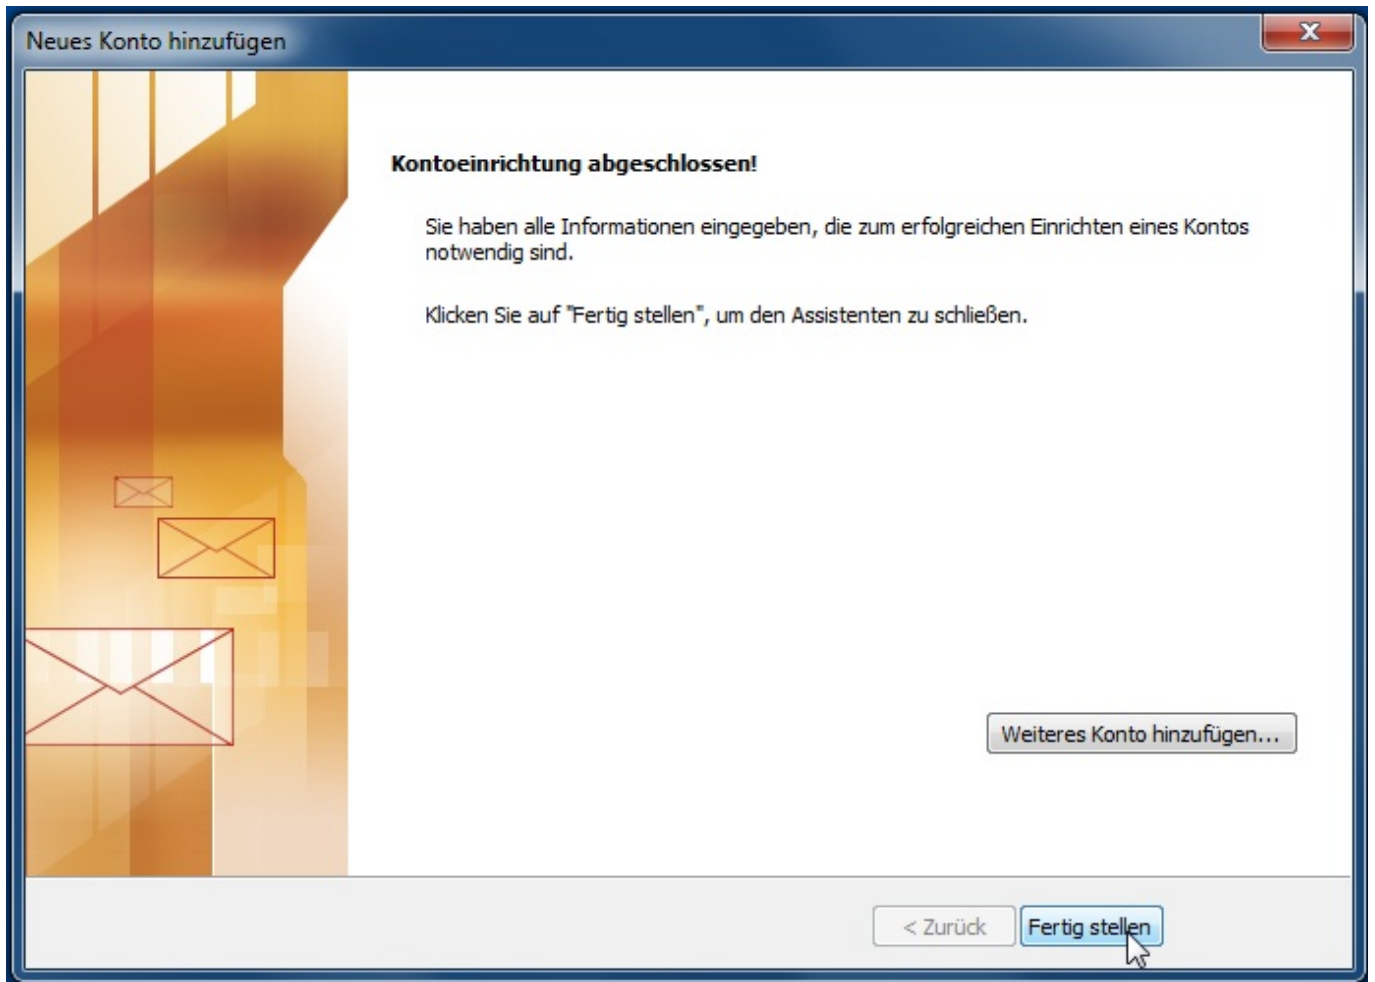 Neues Konto hinzufügen
Kontoeinrichtung abgeschlossen!
Sie haben alle Informationen eingegeben, die zum erfolgreichen Einrichten eines Kontos
notwendig sind.
Klicken Sie auf "Fertig stellen", um den Assistenten zu schließen.
Weiteres Konto hinzufügen...
< Zurück
Fertig stellen